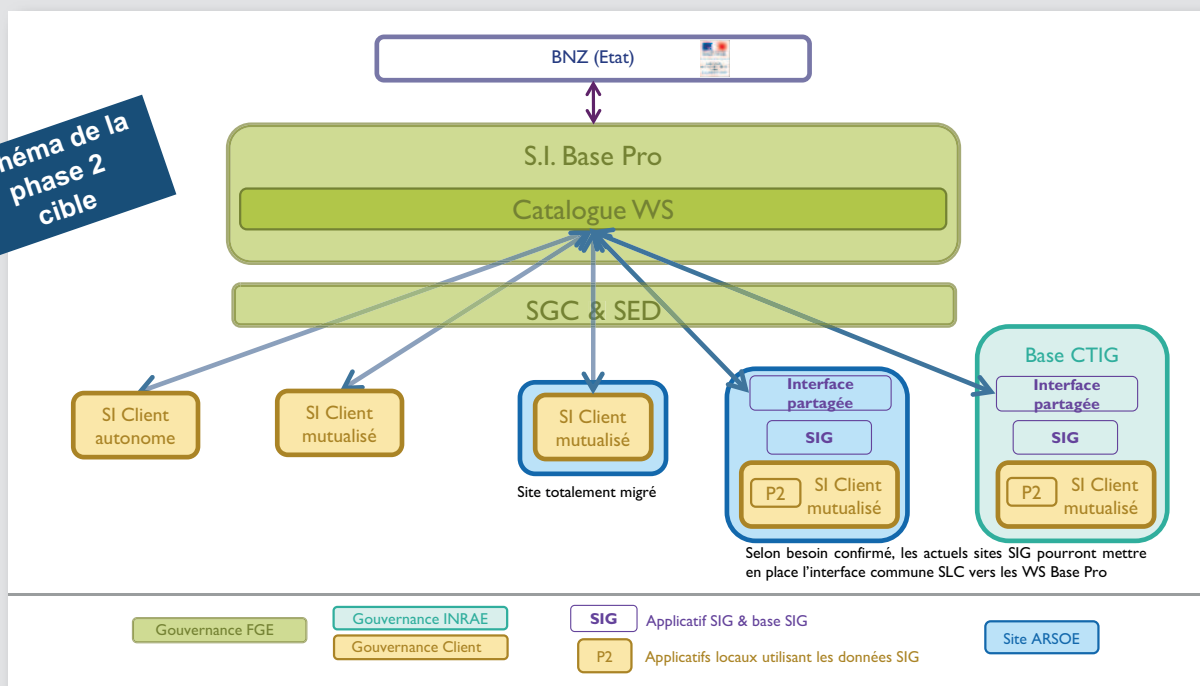 BNZ (Etat)
néma de la
phase 2
cible
S.I. Base Pro
Catalogue WS
SGC & SED
SI Client
autonome
SI Client
mutualisé
SI Client
mutualisé
Site totalement migré
Interface
partagée
SIG
P2
SI Client
mutualisé
Base CTIG
Interface
partagée
SIG
P2
SI Client
mutualisé
Selon besoin confirmé, les actuels sites SIG pourront mettre
en place l’interface commune SLC vers les WS Base Pro
Gouvernance FGE
Gouvernance INRAE
Gouvernance Client
SIG
Applicatif SIG & base SIG
P2
Applicatifs locaux utilisant les données SIG
Site ARSOE